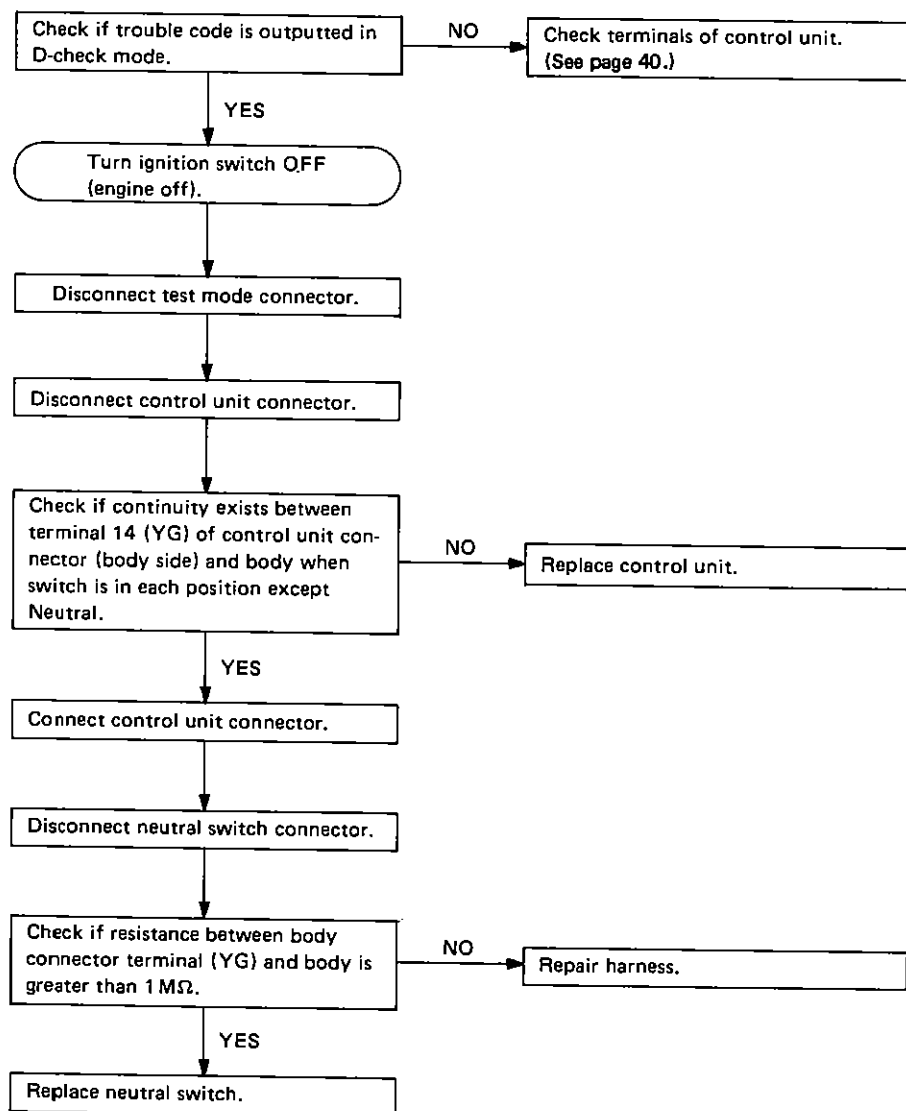 Check if trouble code is outputted in
D-check mode.
NO
Check terminals of control unit.
(See page 40.)
YES
Turn ignition switch OFF
(engine off).
Disconnect test mode connector.
Disconnect control unit connector.
Check if continuity exists between
terminal 14 (YG) of control unit con-
nector (body side) and body when
switch is in each position except
Neutral.
NO
Replace control unit.
YES
Connect control unit connector.
Disconnect neutral switch connector.
Check if resistance between body
connector terminal (YG) and body is
greater than 1 MΩ.
NO
Repair harness.
YES
Replace neutral switch.